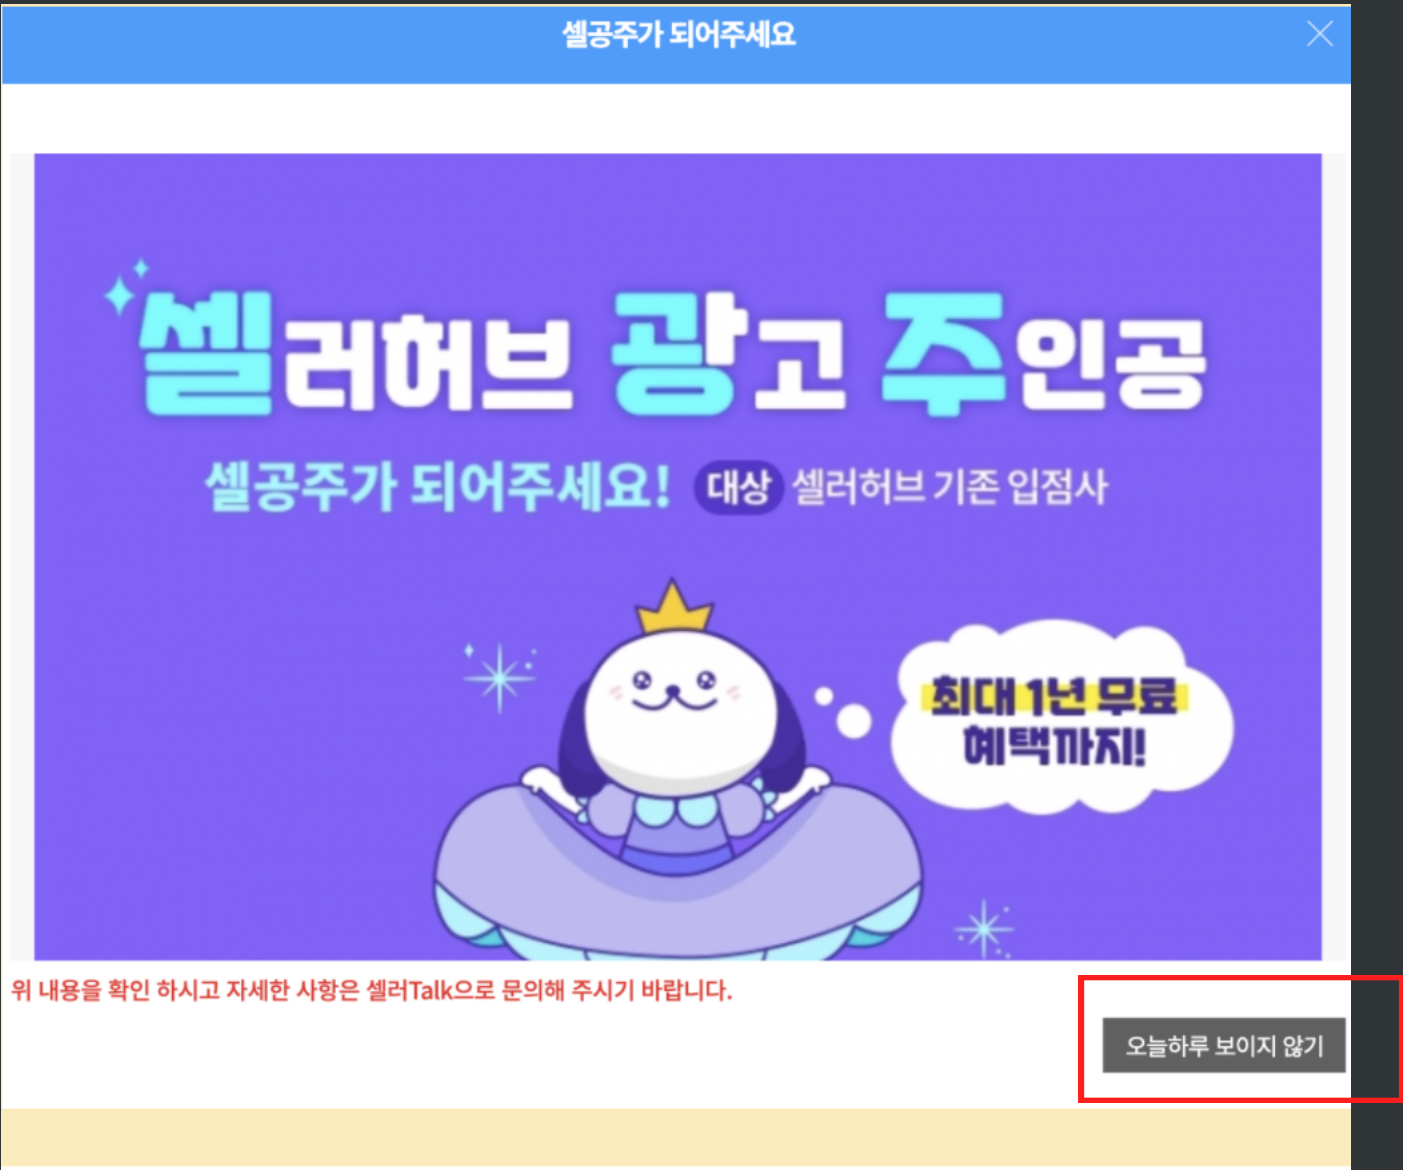 셀공주가 되어주세요
셀러허브 광고 주인공
셀공주가 되어주세요! 대상 셀러허브 기존 입점사
최대 1년 무료
혜택까지!
위 내용을 확인 하시고 자세한 사항은 셀러Talk으로 문의해 주시기 바랍니다.
오늘하루 보이지 않기